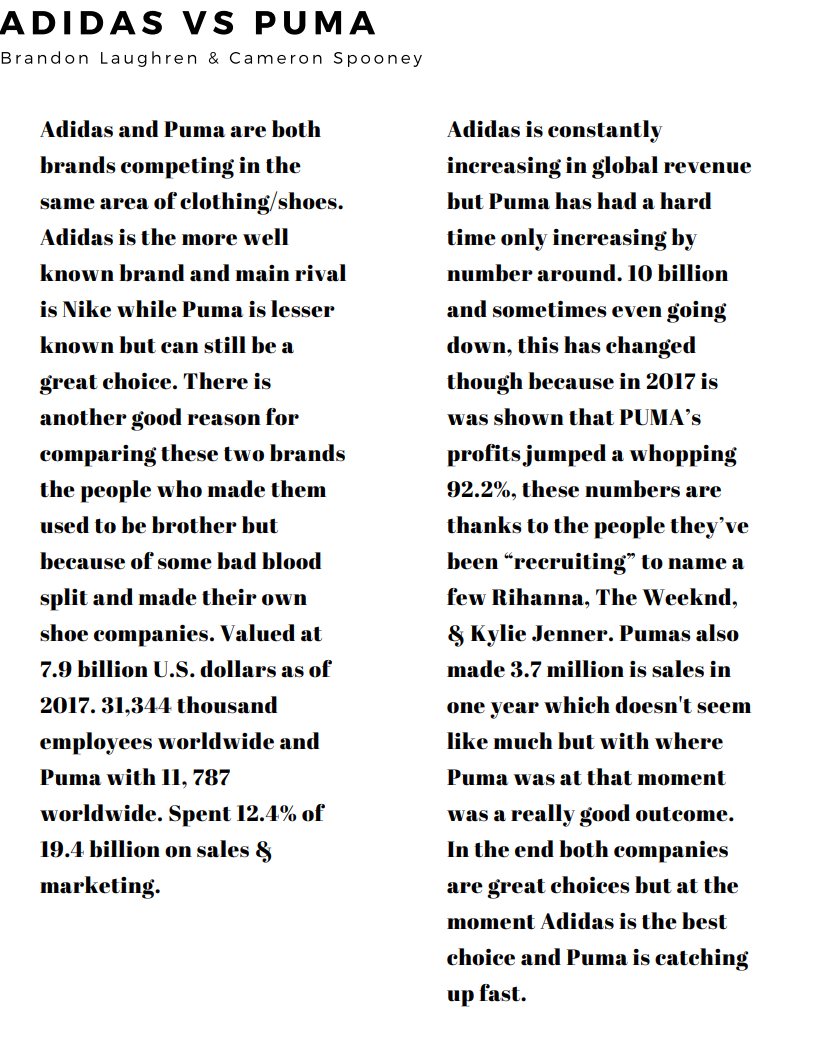 ADIDAS VS PUMA
Brandon Laughren & Cameron Spooney
Adidas and Puma are both
brands competing in the
same area of clothing/shoes.
Adidas is the more well
known brand and main rival
is Nike while Puma is lesser
known but can still be a
great choice. There is
another good reason for
comparing these two brands
the people who made them
used to be brother but
because of some bad blood
split and made their own
shoe companies. Valued at
7.9 billion U.S. dollars as of
2017. 31,344 thousand
employees worldwide and
Puma with 11, 787
worldwide. Spent 12.4% of
19.4 billion on sales &
marketing.
Adidas is constantly
increasing in global revenue
but Puma has had a hard
time only increasing by
number around. 10 billion
and sometimes even going
down, this has changed
though because in 2017 is
was shown that PUMA’s
profits jumped a whopping
92.2%, these numbers are
thanks to the people they’ve
been “recruiting” to name a
few Rihanna, The Weeknd,
& Kylie Jenner. Pumas also
made 3.7 million is sales in
one year which doesn't seem
like much but with where
Puma was at that moment
was a really good outcome.
In the end both companies
are great choices but at the
moment Adidas is the best
choice and Puma is catching
up fast.